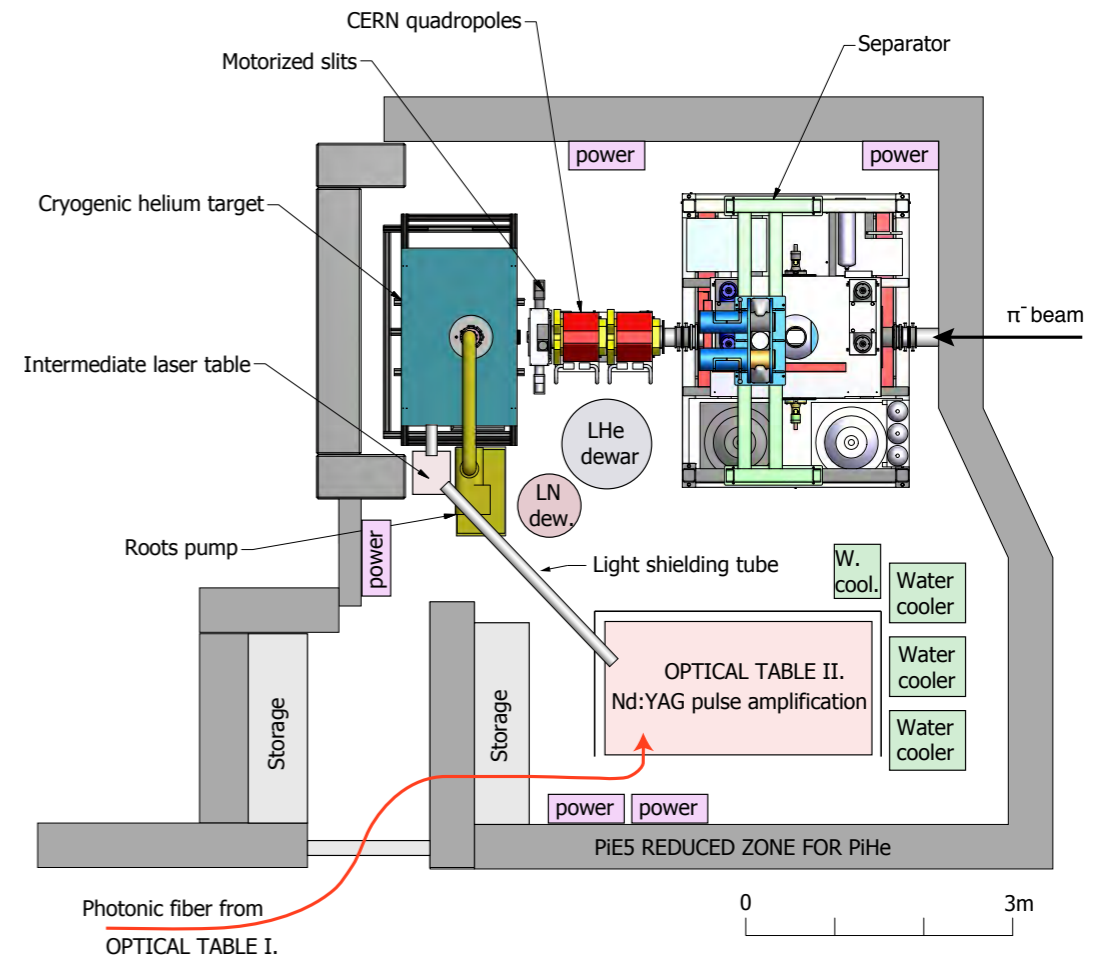 CERN quadropoles
Separator
Motorized slits
power
power
Cryogenic helium target
π⁻ beam
Intermediate laser table
LHe
dewar
LN
dew.
Roots pump
power
Light shielding tube
W.
cool.
Water
cooler
OPTICAL TABLE II.
Nd:YAG pulse amplification
Water
cooler
Storage
Storage
Water
cooler
power
power
PiE5 REDUCED ZONE FOR PiHe
Photonic fiber from
OPTICAL TABLE I.
0
3m